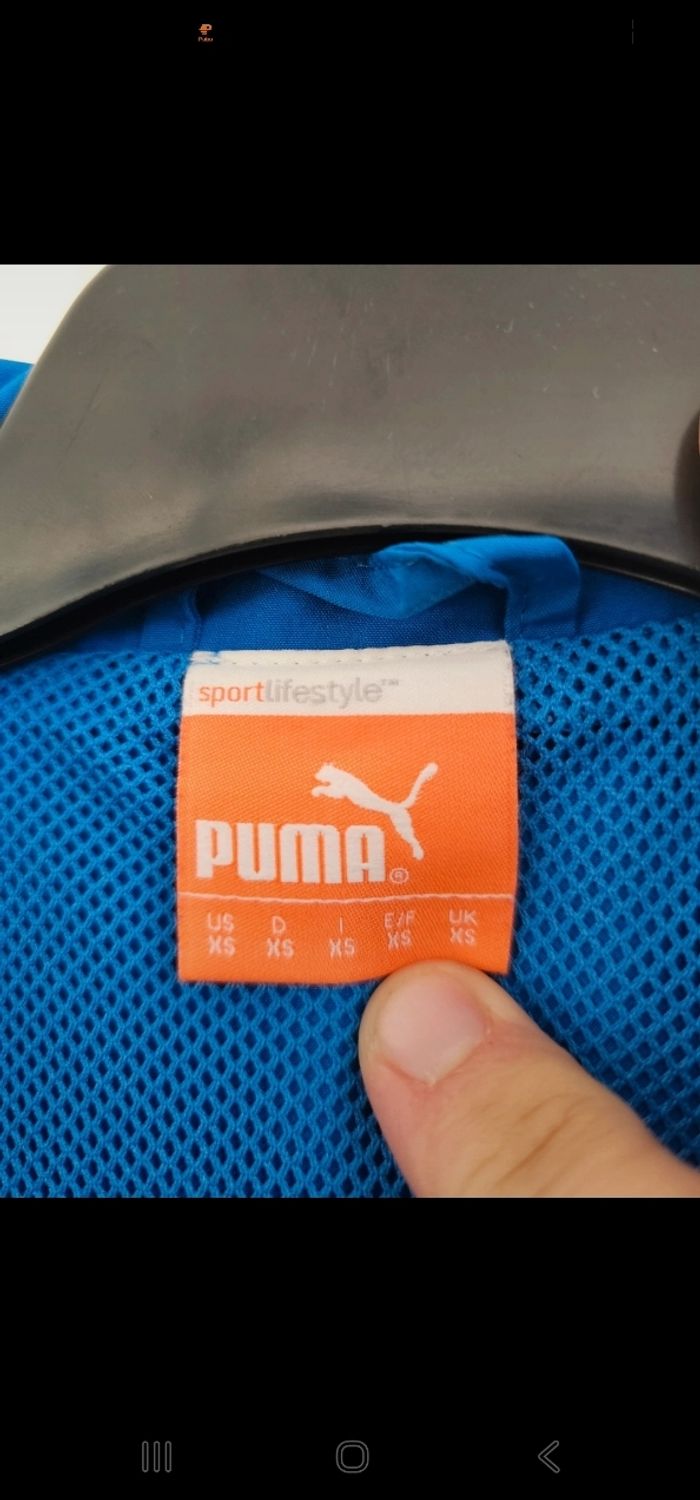 sportlifestyle™
PUMA®
US D I E/F UK
XS XS XS XS XS